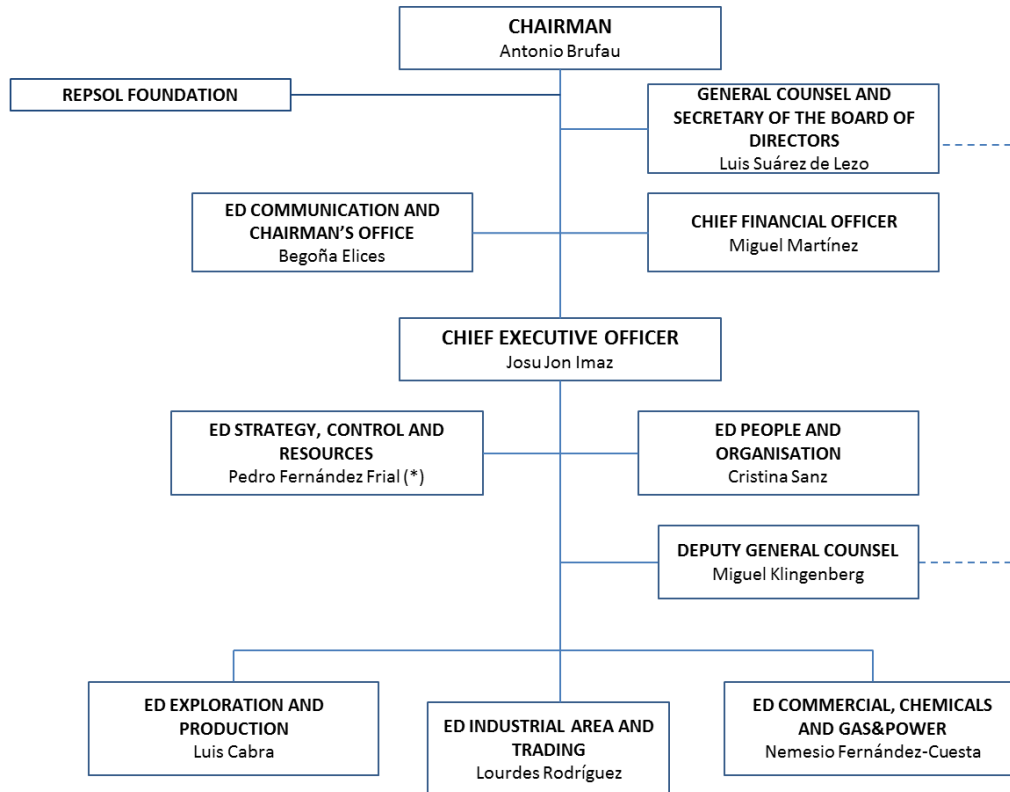 CHAIRMAN
Antonio Brufau
REPSOL FOUNDATION
GENERAL COUNSEL AND
SECRETARY OF THE BOARD OF
DIRECTORS
Luis Suárez de Lezo
ED COMMUNICATION AND
CHAIRMAN’S OFFICE
Begoña Elices
CHIEF FINANCIAL OFFICER
Miguel Martínez
CHIEF EXECUTIVE OFFICER
Josu Jon Imaz
ED STRATEGY, CONTROL AND
RESOURCES
Pedro Fernández Frial (*)
ED PEOPLE AND
ORGANISATION
Cristina Sanz
DEPUTY GENERAL COUNSEL
Miguel Klingenberg
ED EXPLORATION AND
PRODUCTION
Luis Cabra
ED INDUSTRIAL AREA AND
TRADING
Lourdes Rodríguez
ED COMMERCIAL, CHEMICALS
AND GAS&POWER
Nemesio Fernández-Cuesta